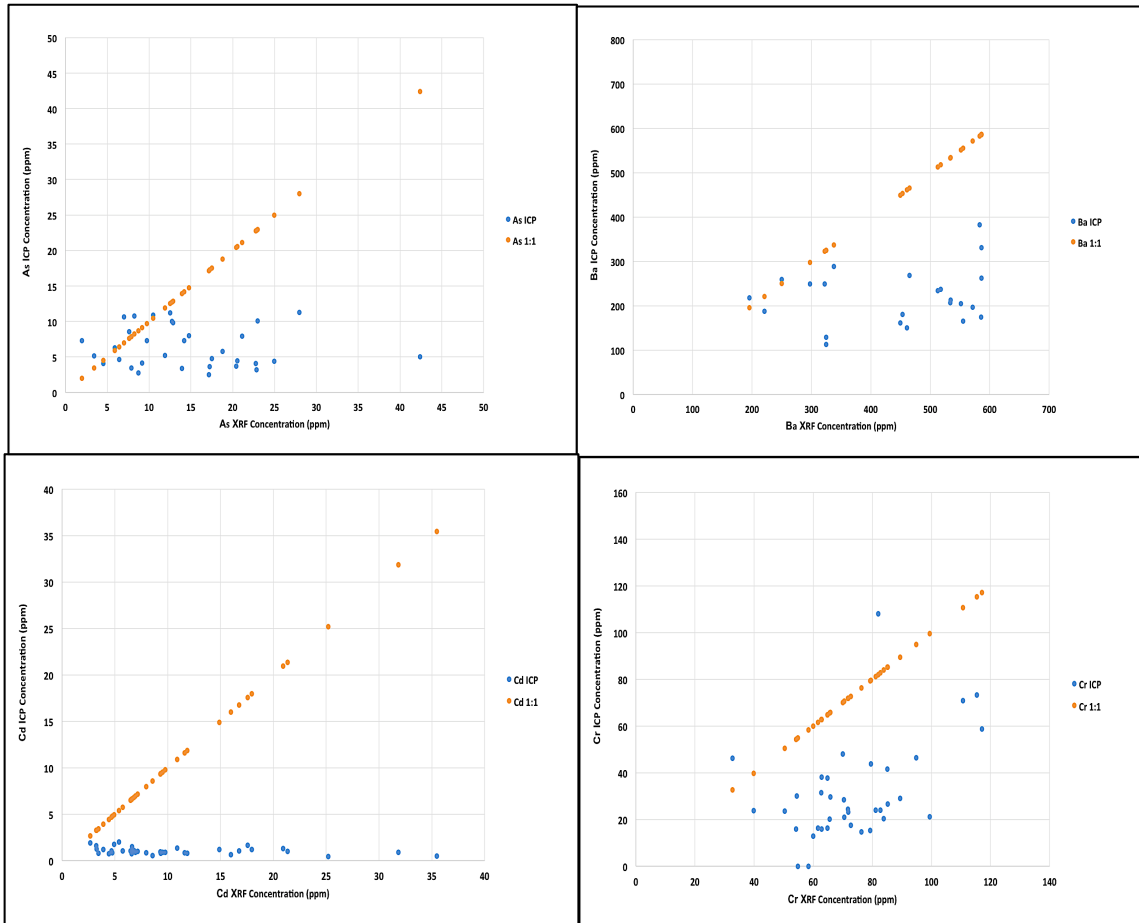 50
45
40
35
30
25
20
15
10
5
0
As ICP Concentration (ppm)
0 5 10 15 20 25 30 35 40 45 50
As XRF Concentration (ppm)
As ICP
As 1:1
800
700
600
500
400
300
200
100
0
Ba ICP Concentration (ppm)
0 100 200 300 400 500 600 700
Ba XRF Concentration (ppm)
Ba ICP
Ba 1:1
40
35
30
25
20
15
10
5
0
Cd ICP Concentration (ppm)
0 5 10 15 20 25 30 35 40
Cd XRF Concentration (ppm)
Cd ICP
Cd 1:1
160
140
120
100
80
60
40
20
0
Cr ICP Concentration (ppm)
0 20 40 60 80 100 120 140
Cr XRF Concentration (ppm)
Cr ICP
Cr 1:1